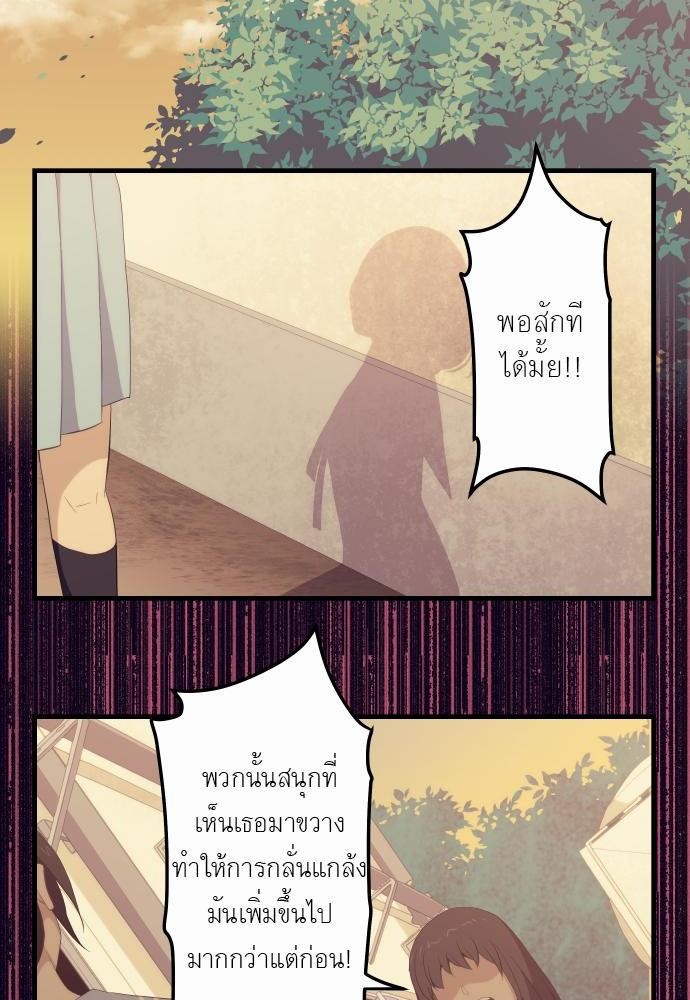 พอสักที
ได้มั้ย!!
พวกนั้นสนุกที่
เห็นเธอมาขวาง
ทำให้การกลั่นแกล้ง
มันเพิ่มขึ้นไป
มากกว่าแต่ก่อน!